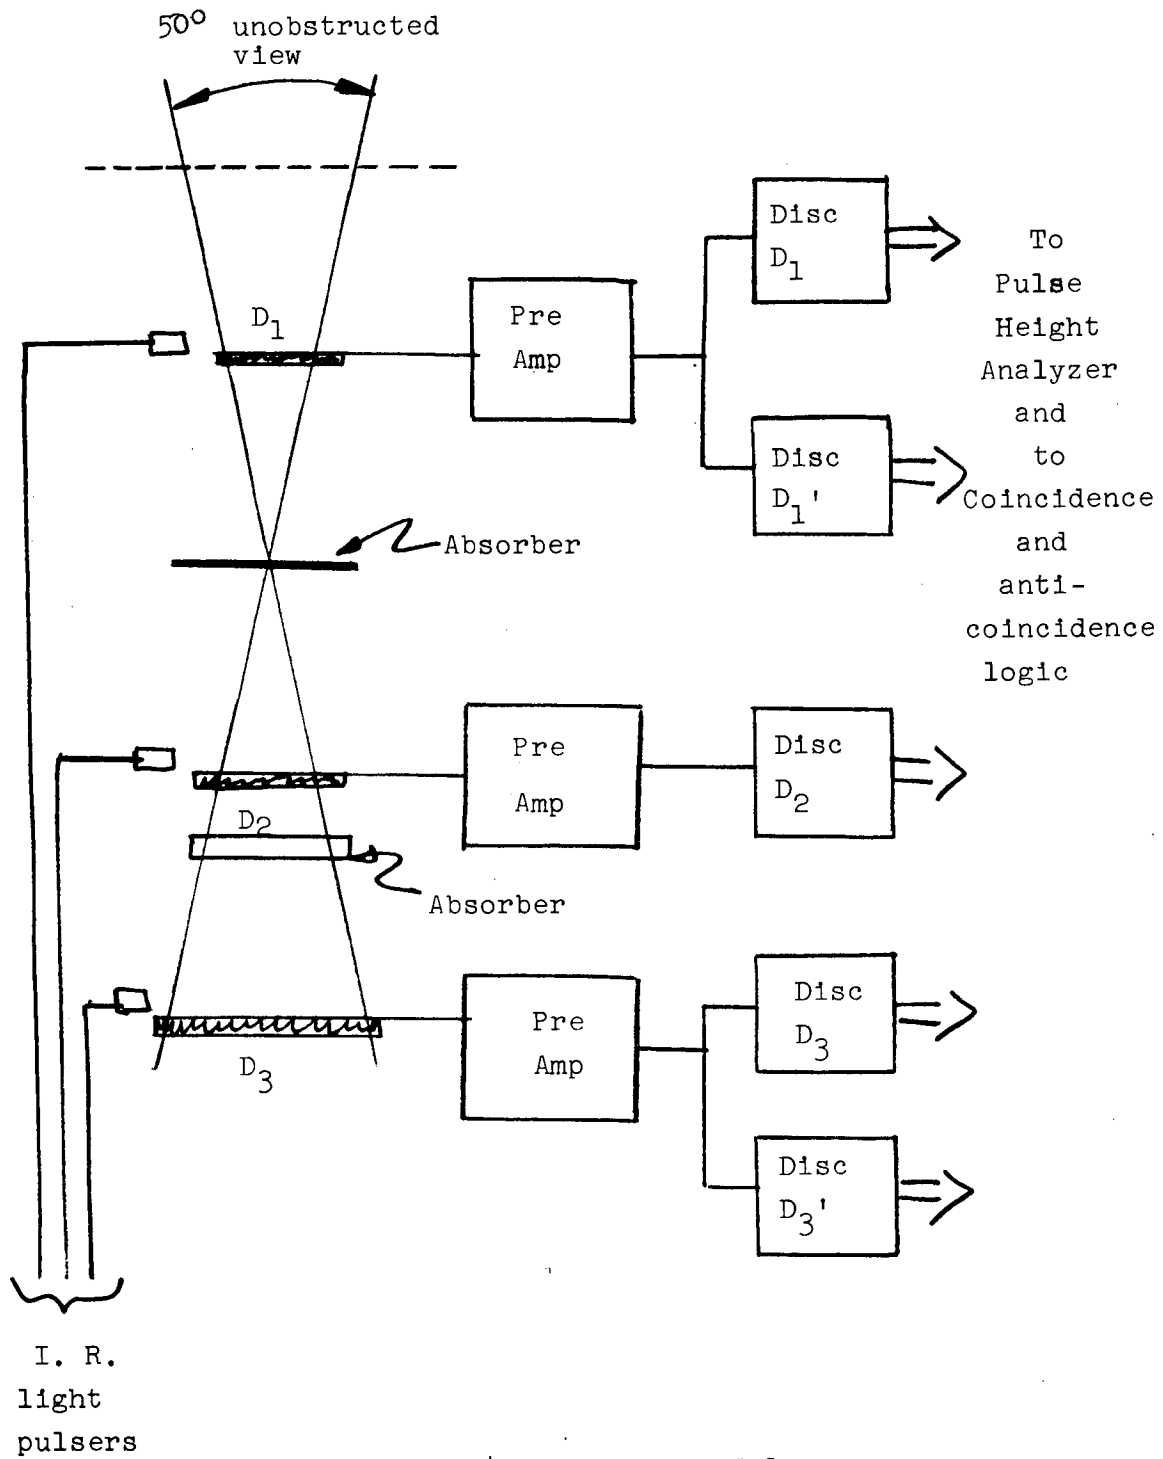 50° unobstructed
view
D1
Pre
Amp
Disc
D1
Disc
D1'
To
Pulse
Height
Analyzer
and
to
Coincidence
and
anti-
coincidence
logic
Absorber
D2
Pre
Amp
Disc
D2
Absorber
D3
Pre
Amp
Disc
D3
Disc
D3'
I. R.
light
pulsers